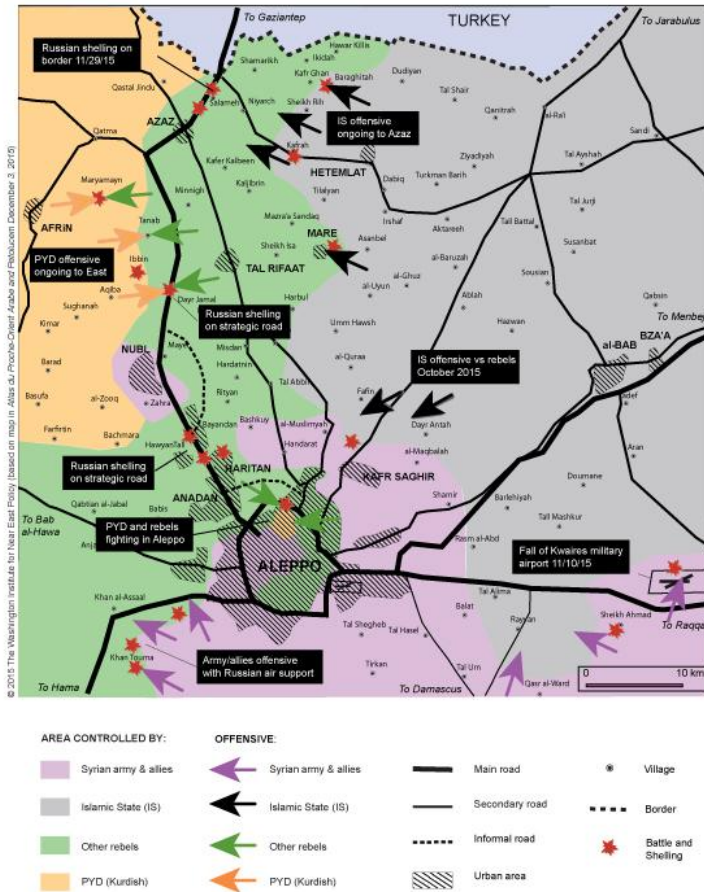 To Gaziantep
TURKEY
To Jarabulus
Russian shelling on
border 11/29/15
Hawar Killis
Ikidah
Shamarikh
Kafr Ghan
Baraghitah
Dudiyan
Qastal Jindu
Tal Shair
Salameh
Niyarch
Sheikh Rih
Qanitrah
al-Ra'i
AZAZ
IS offensive
ongoing to Azaz
Sandi
Qatma
Kafrah
Kafer Kalbeen
Ziyadiyah
Tal Ayshah
HETEMLAT
Maryamayn
Dabiq
Turkman Barih
Kaljibrin
Tilalyan
Minnigh
Tal Jurji
AFRiN
Irshaf
Mazra'a Sandaq
Tanab
Aktareeh
Tall Battal
MARE
Asanbel
Susanbat
PYD offensive
ongoing to East
Sheikh Isa
Ibbin
al-Baruzah
TAL RIFAAT
al-Ghuz
Sousian
Aqiba
al-Uyun
Dayr Jamal
Russian shelling
on strategic road
Harbul
Ablah
Qabsin
Sughanah
Kimar
Umm Hawsh
Hazwan
To Menbej
BZA'A
al-BAB
NUBL
Misdan
al-Quraa
IS offensive vs rebels
October 2015
Barad
Hardatnin
Tal Abbit
Zahra
Rityan
Fafin
Basufa
al-Zooq
Bashkuy
al-Muslimyah
Dayr Antah
Farfirtin
Bachmara
Bayandan
Handarat
Aran
al-Maqbalah
Russian shelling
on strategic road
HARITAN
KAFR SAGHIR
Doumane
ANADAN
Qabtian al-Jabal
Babis
Shamir
Barlehiyah
To Bab
al-Hawa
PYD and rebels
fighting in Aleppo
Tall Mashkur
Rasm al-Abd
Fall of Kwaires military
airport 11/10/15
ALEPPO
Khan al-Assaal
Tal Ajima
Balat
Sheikh Ahmad
To Raqqa
Tal Shegheb
Tal Hasel
Khan Touma
Army/allies offensive
with Russian air support
Tirkan
Tal Um
0 10 km
To Hama
To Damascus
Qasr al-Ward
© 2015 The Washington Institute for Near East Policy (based on map in Atlas du Proche-Orient Arabe and Petolucem December 3, 2015)
AREA CONTROLLED BY:
OFFENSIVE:
Syrian army & allies
Syrian army & allies
Main road
Village
Islamic State (IS)
Islamic State (IS)
Secondary road
Border
Other rebels
Other rebels
Informal road
Battle and
Shelling
PYD (Kurdish)
PYD (Kurdish)
Urban area